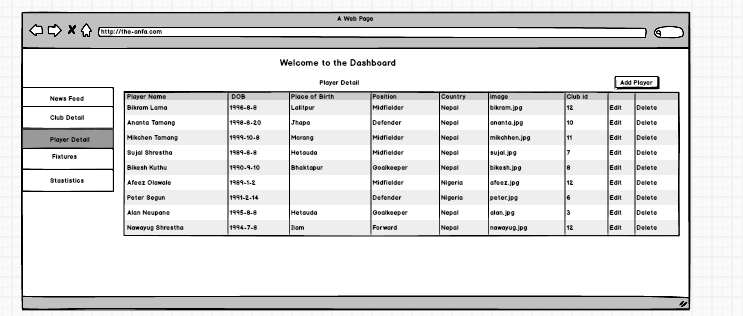 A Web Page
http://the-anfa.com
Welcome to the Dashboard
Player Detail
Add Player
News Feed
Club Detail
Player Detail
Fixtures
Stastistics
Player Name DOB Place of Birth Position Country image Club id
Bikram Lama 1996-8-8 Lalitpur Midfielder Nepal bikram.jpg 12 Edit Delete
Ananta Tamang 1998-8-20 Jhapa Defender Nepal ananta.jpg 10 Edit Delete
Mikchen Tamang 1999-10-8 Morang Midfielder Nepal mikahhen.jpg 11 Edit Delete
Sujal Shrestha 1989-8-8 Hetauda Midfielder Nepal sujal.jpg 7 Edit Delete
Bikesh Kuthu 1990-9-10 Bhaktapur Goalkeeper Nepal bikesh.jpg 8 Edit Delete
Afeez Olawale 1989-1-2 Midfielder Nigeria afeez.jpg 12 Edit Delete
Peter Segun 1991-2-14 Defender Nigeria peter.jpg 6 Edit Delete
Alan Neupane 1995-8-8 Hetauda Goalkeeper Nepal alan.jpg 3 Edit Delete
Nawayug Shrestha 1994-7-8 Ilam Forward Nepal nawayug.jpg 12 Edit Delete